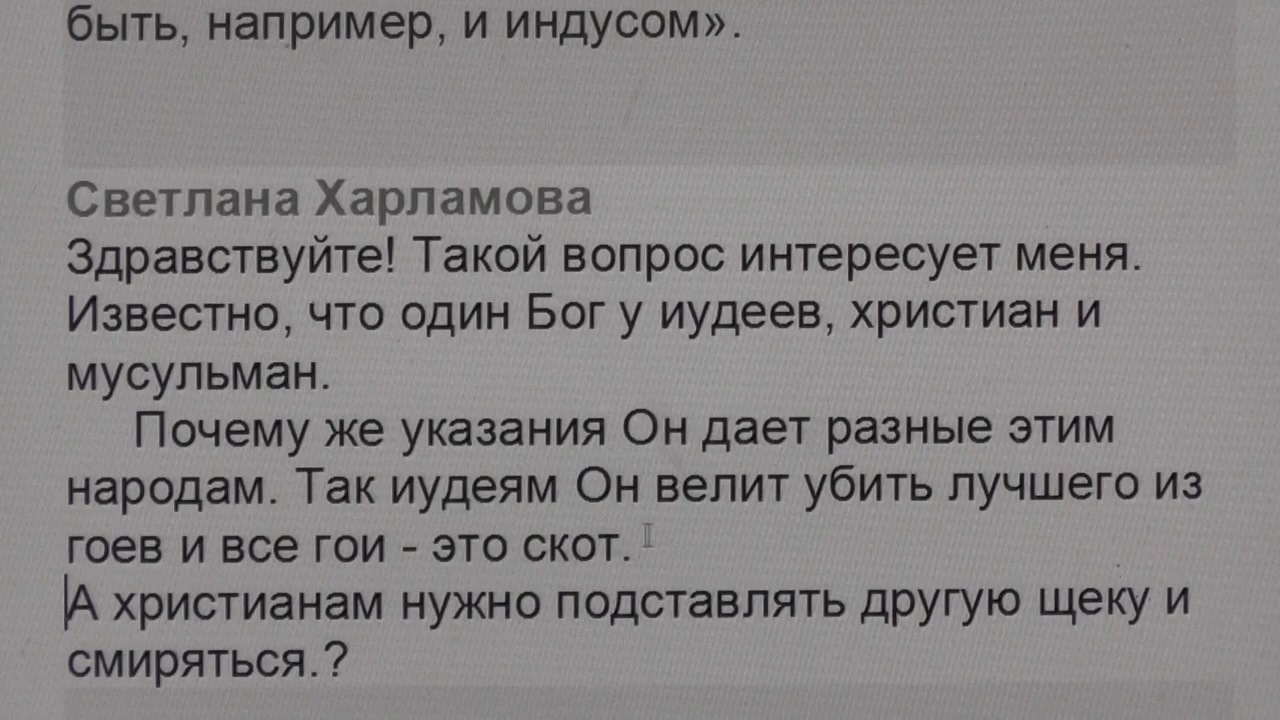 быть, например, и индусом».
Светлана Харламова
Здравствуйте! Такой вопрос интересует меня.
Известно, что один Бог у иудеев, христиан и
мусульман.
Почему же указания Он дает разные этим
народам. Так иудеям Он велит убить лучшего из
гоев и все гои - это скот.
А христианам нужно подставлять другую щеку и
смиряться.?